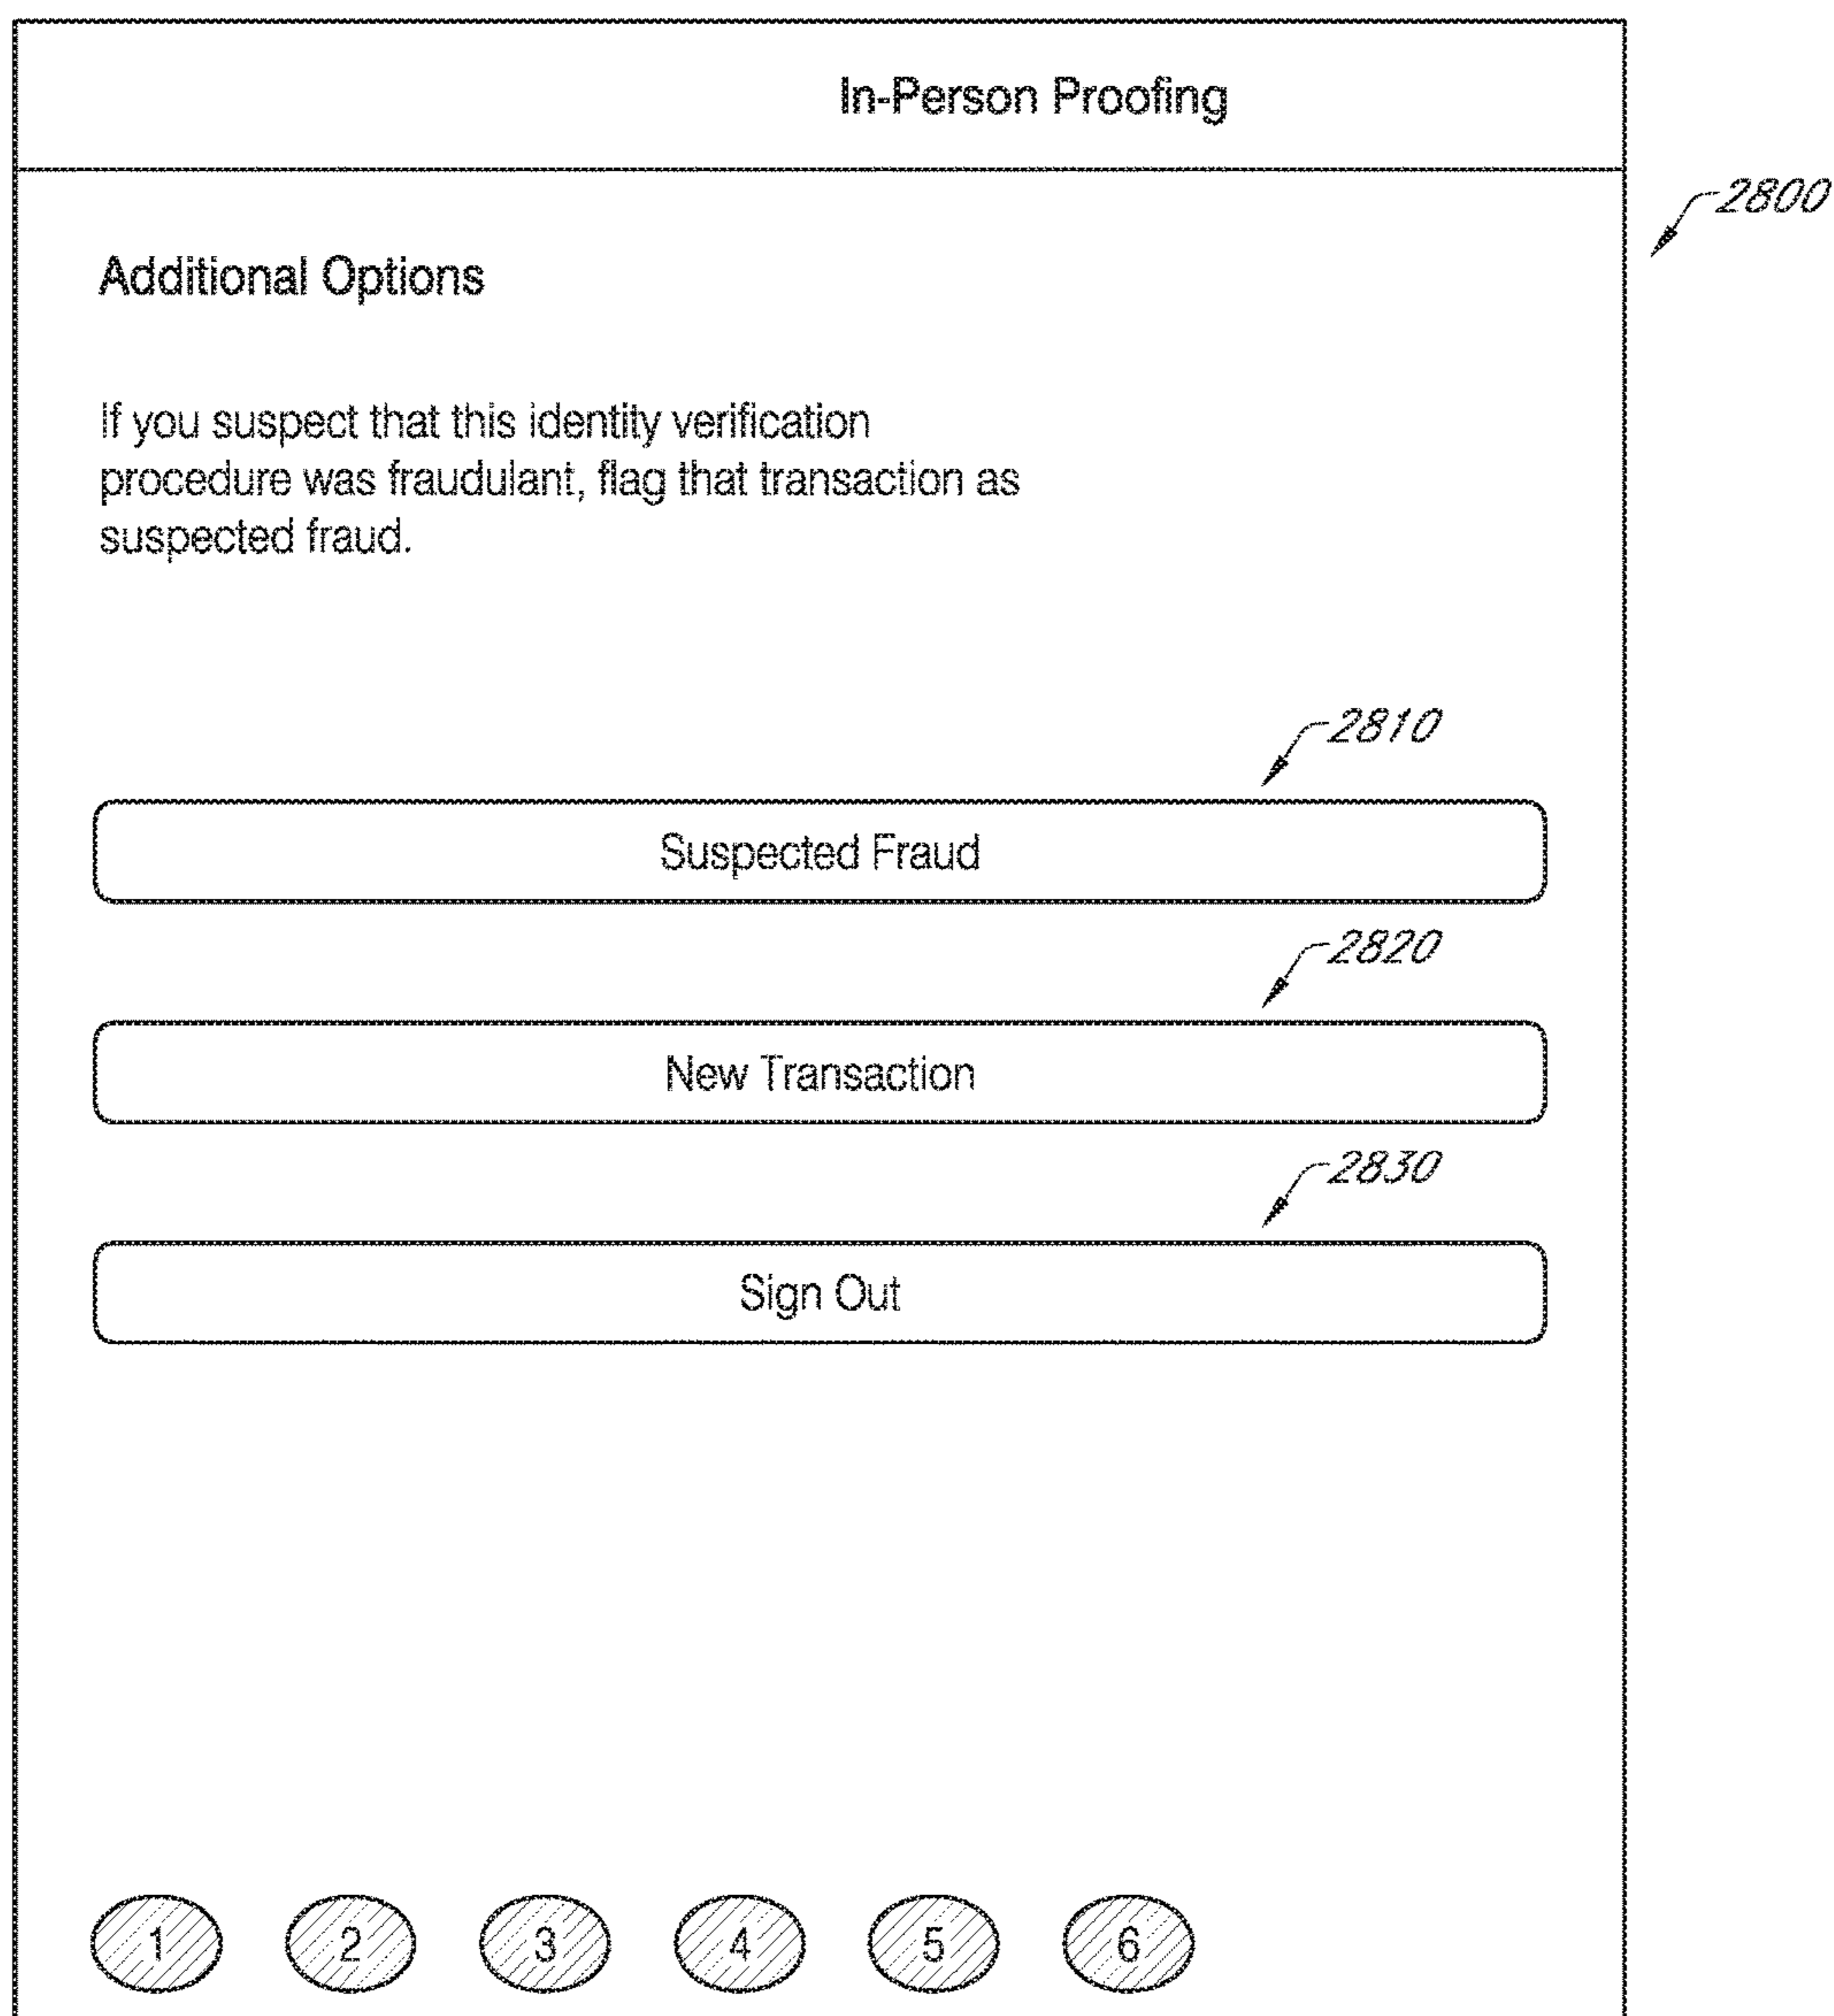 In-Person Proofing
2800
Additional Options
If you suspect that this identity verification
procedure was fraudulant, flag that transaction as
suspected fraud.
2810
Suspected Fraud
2820
New Transaction
2830
Sign Out
1 2 3 4 5 6